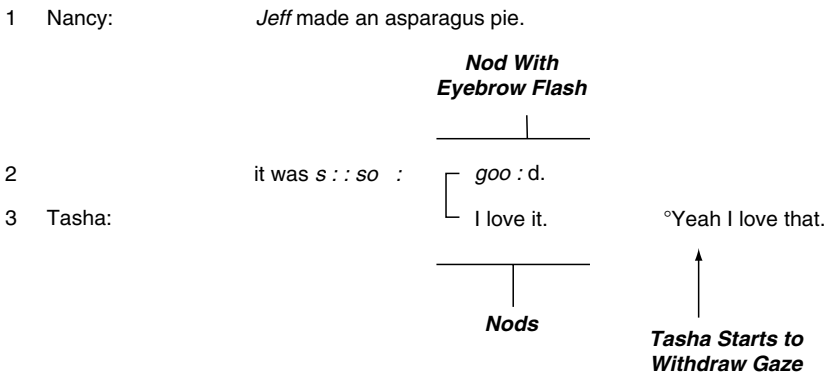 1 Nancy: Jeff made an asparagus pie.
Nod With
Eyebrow Flash
2 it was s : : so : goo : d.
3 Tasha: I love it. °Yeah I love that.
Nods
Tasha Starts to
Withdraw Gaze